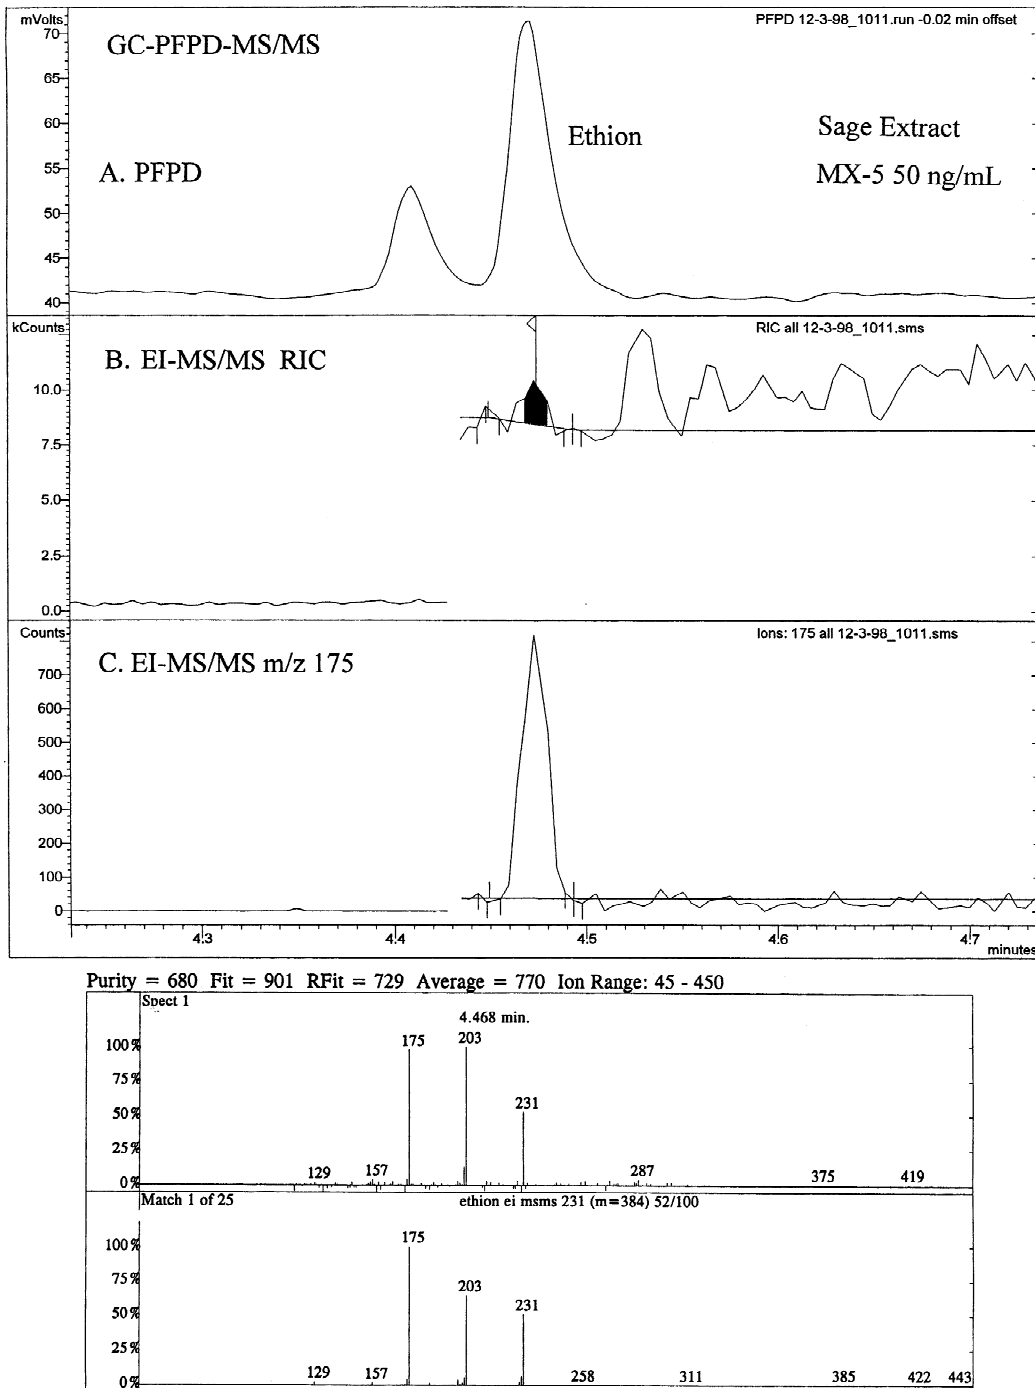 mVolts
PFPD 12-3-98_1011.run -0.02 min offset
GC-PFPD-MS/MS
70
65
60
55
50
45
40
Ethion
Sage Extract
MX-5 50 ng/mL
A. PFPD
kCounts
RIC all 12-3-98_1011.sms
B. EI-MS/MS RIC
10.0
7.5
5.0
2.5
0.0
Counts
Ions: 175 all 12-3-98_1011.sms
C. EI-MS/MS m/z 175
700
600
500
400
300
200
100
0
4:3 4:4 4:5 4:6 4:7
minutes
Purity = 680 Fit = 901 RFit = 729 Average = 770 Ion Range: 45 - 450
Spect 1
4.468 min.
100%
75%
50%
25%
0%
175 203
231
129 157 287 375 419
Match 1 of 25 ethion ei msms 231 (m=384) 52/100
100%
75%
50%
25%
0%
175
203
231
129 157 258 311 385 422 443